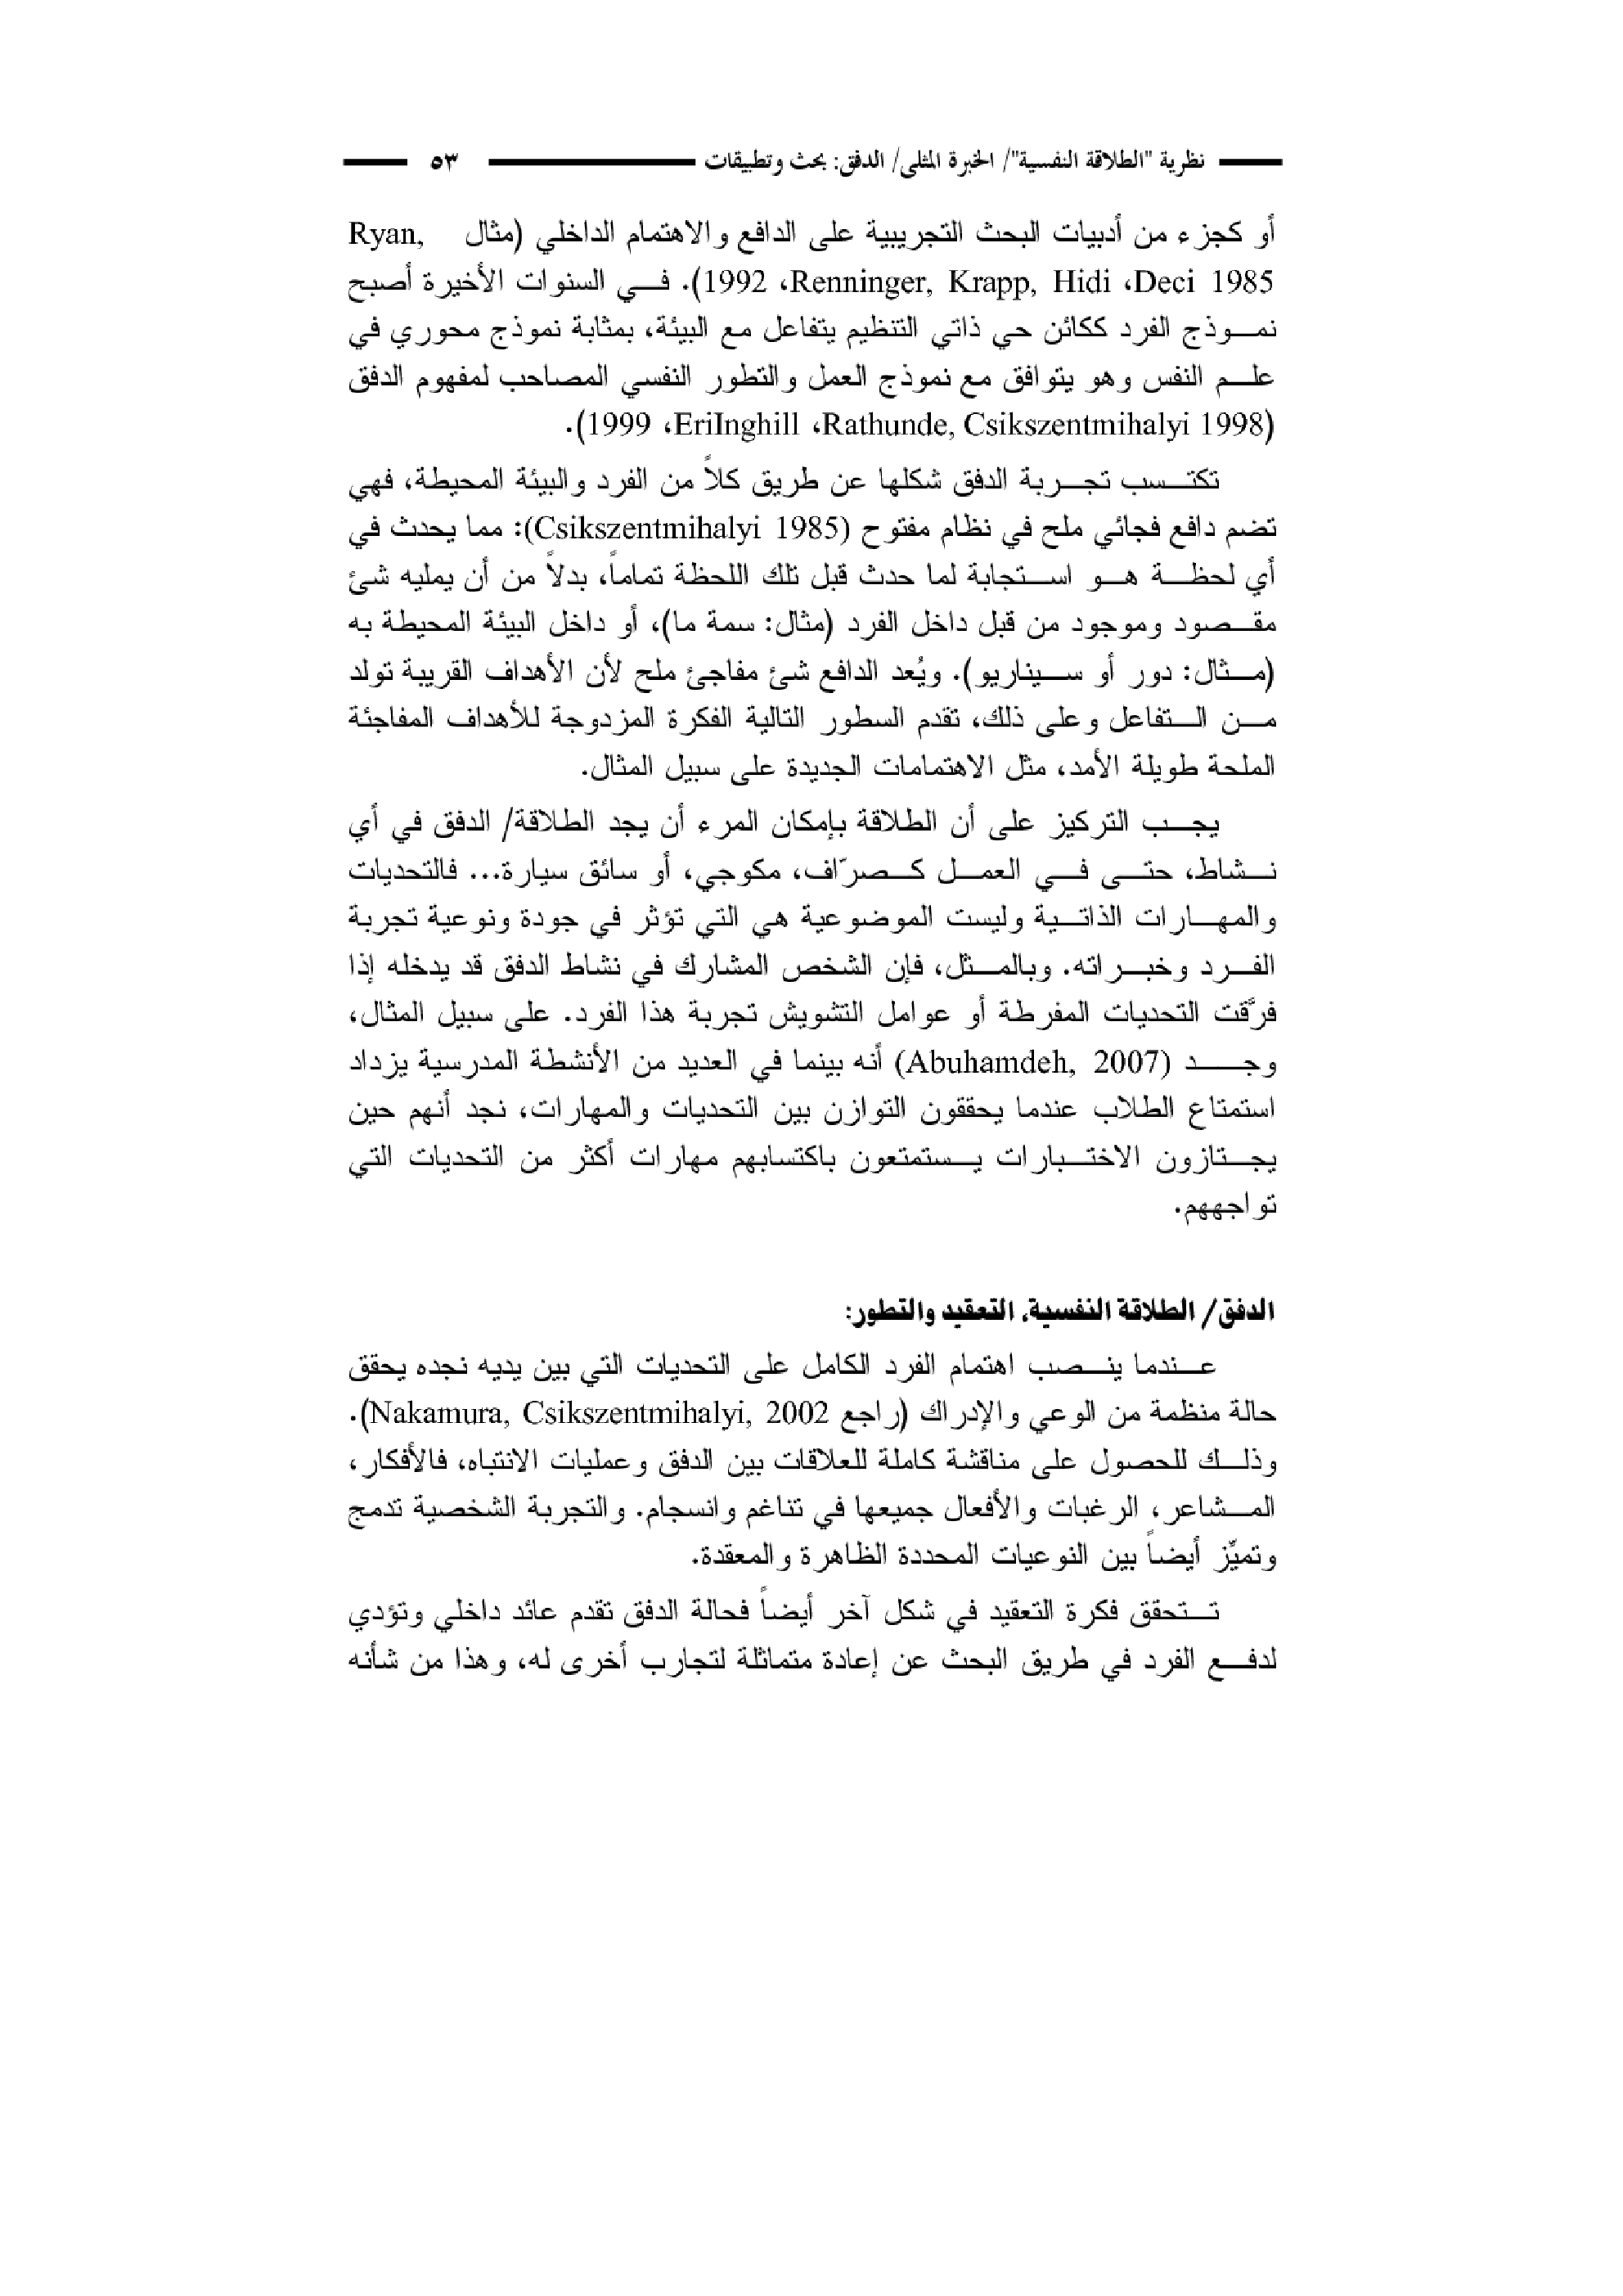 نظرية "الطلاقة النفسية"/ الخبرة المثلى/ الدفق: بحث وتطبيقات ٥٣
أو كجزء من أدبيات البحث التجريبية على الدافع والاهتمام الداخلي (مثال Ryan,
Deci 1985، Renninger, Krapp, Hidi، 1992). في السنوات الأخيرة أصبح
نموذج الفرد ككائن حي ذاتي التنظيم يتفاعل مع البيئة، بمثابة نموذج محوري في
علم النفس وهو يتوافق مع نموذج العمل والتطور النفسي المصاحب لمفهوم الدفق
(Rathunde, Csikszentmihalyi 1998، EriInghill، 1999).
تكتسب تجربة الدفق شكلها عن طريق كلاً من الفرد والبيئة المحيطة، فهي
تضم دافع فجائي ملح في نظام مفتوح (Csikszentmihalyi 1985): مما يحدث في
أي لحظة هو استجابة لما حدث قبل تلك اللحظة تماماً، بدلاً من أن يمليه شئ
مقصود وموجود من قبل داخل الفرد (مثال: سمة ما)، أو داخل البيئة المحيطة به
(مثال: دور أو سيناريو). ويُعد الدافع شئ مفاجئ ملح لأن الأهداف القريبة تولد
من التفاعل وعلى ذلك، تقدم السطور التالية الفكرة المزدوجة للأهداف المفاجئة
الملحة طويلة الأمد، مثل الاهتمامات الجديدة على سبيل المثال.
يجب التركيز على أن الطلاقة بإمكان المرء أن يجد الطلاقة/ الدفق في أي
نشاط، حتى في العمل كصرّاف، مكوجي، أو سائق سيارة... فالتحديات
والمهارات الذاتية وليست الموضوعية هي التي تؤثر في جودة ونوعية تجربة
الفرد وخبراته. وبالمثل، فإن الشخص المشارك في نشاط الدفق قد يدخله إذا
فرَّقت التحديات المفرطة أو عوامل التشويش تجربة هذا الفرد. على سبيل المثال،
وجد (Abuhamdeh, 2007) أنه بينما في العديد من الأنشطة المدرسية يزداد
استمتاع الطلاب عندما يحققون التوازن بين التحديات والمهارات، نجد أنهم حين
يجتازون الاختبارات يستمتعون باكتسابهم مهارات أكثر من التحديات التي
تواجههم.
الدفق/ الطلاقة النفسية، التعقيد والتطور:
عندما ينصب اهتمام الفرد الكامل على التحديات التي بين يديه نجده يحقق
حالة منظمة من الوعي والإدراك (راجع Nakamura, Csikszentmihalyi, 2002).
وذلك للحصول على مناقشة كاملة للعلاقات بين الدفق وعمليات الانتباه، فالأفكار،
المشاعر، الرغبات والأفعال جميعها في تناغم وانسجام. والتجربة الشخصية تدمج
وتميِّز أيضاً بين النوعيات المحددة الظاهرة والمعقدة.
تتحقق فكرة التعقيد في شكل آخر أيضاً فحالة الدفق تقدم عائد داخلي وتؤدي
لدفع الفرد في طريق البحث عن إعادة متماثلة لتجارب أخرى له، وهذا من شأنه